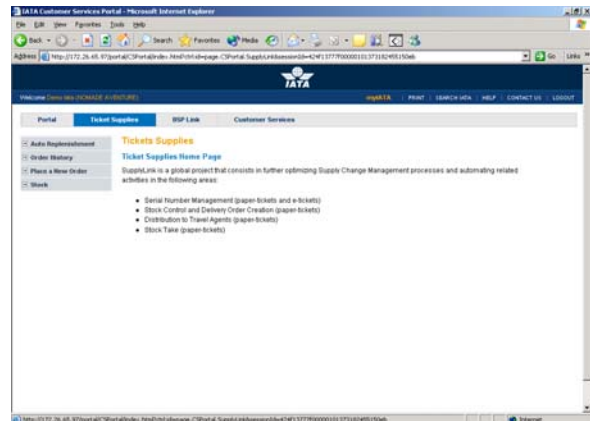 IATA Customer Services Portal - Microsoft Internet Explorer
File Edit View Favorites Tools Help
Back Search Favorites Media
Address Go Links
IATA
Welcome Demo
myIATA | PRINT | SEARCH IATA | HELP | CONTACT US | LOGOUT
Portal Ticket Supplies BSP Link Customer Services
Auto Replenishment
Order History
Place a New Order
Stock
Tickets Supplies
Ticket Supplies Home Page
SupplyLink is a global project that consists in further optimizing Supply Change Management processes and automating related
activities in the following areas:
Serial Number Management (paper-tickets and e-tickets)
Stock Control and Delivery Order Creation (paper-tickets)
Distribution to Travel Agents (paper-tickets)
Stock Take (paper-tickets)
Internet